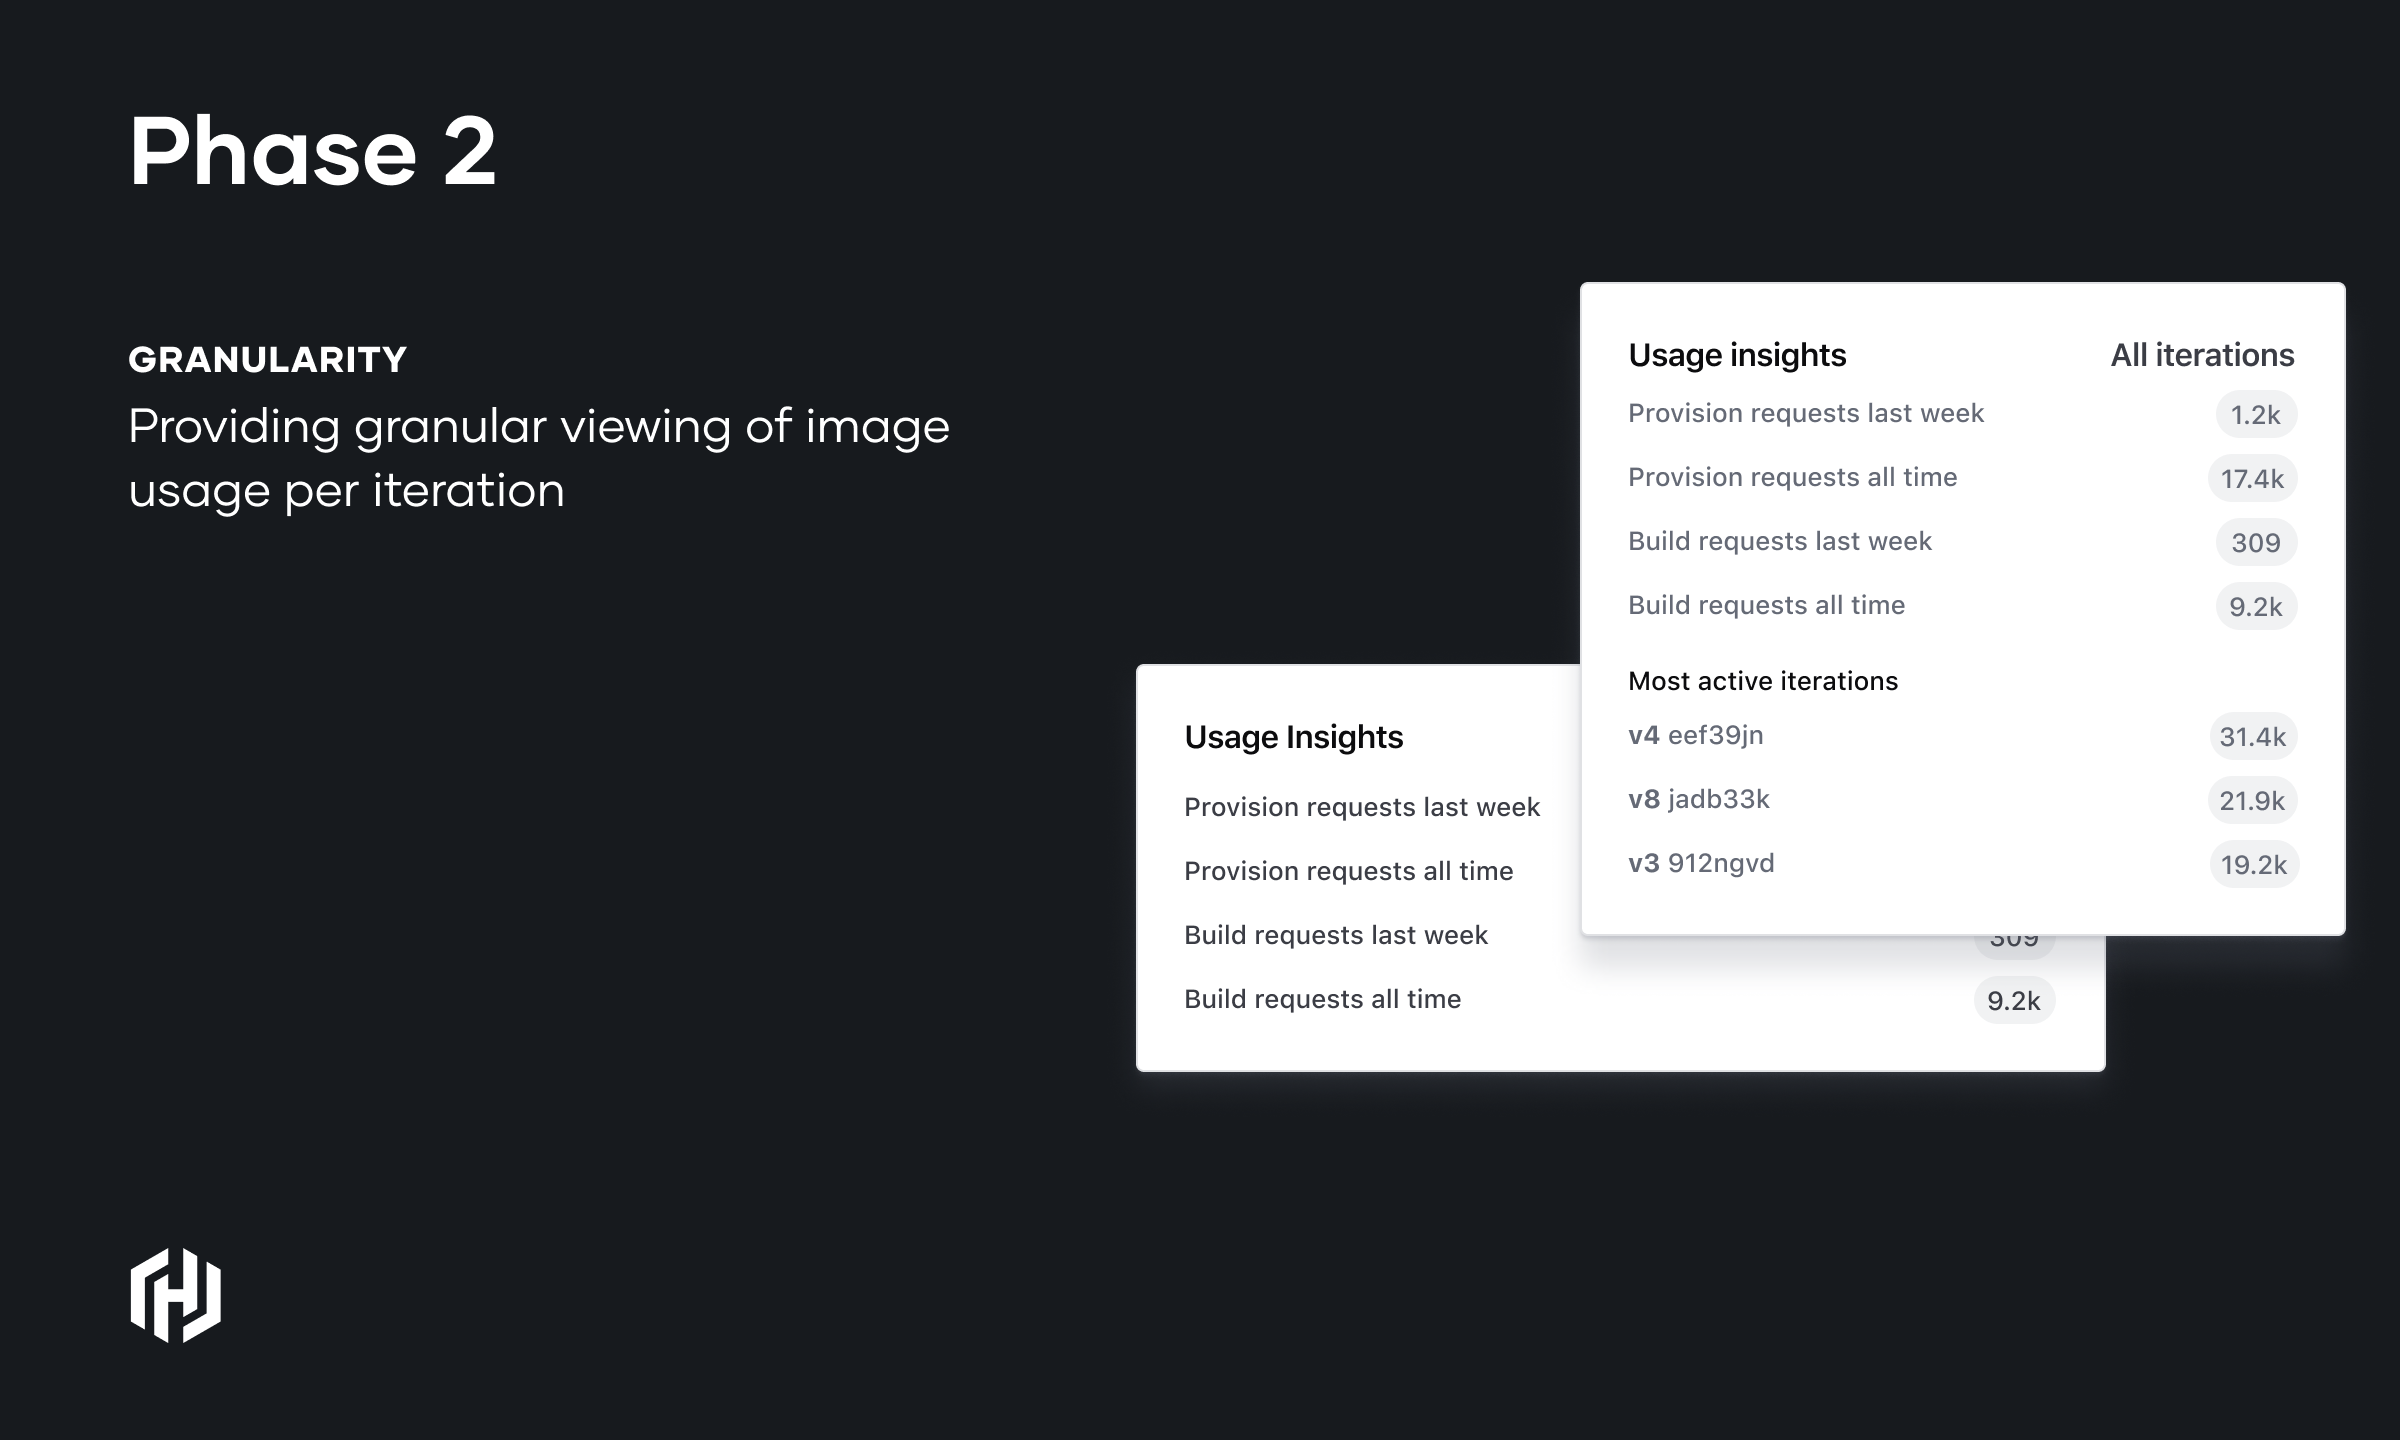 Phase 2
GRANULARITY
Providing granular viewing of image
usage per iteration
Usage insights All iterations
Provision requests last week 1.2k
Provision requests all time 17.4k
Build requests last week 309
Build requests all time 9.2k
Most active iterations
v4 eef39jn 31.4k
v8 jadb33k 21.9k
v3 912ngvd 19.2k
Usage Insights
Provision requests last week
Provision requests all time
Build requests last week 309
Build requests all time 9.2k